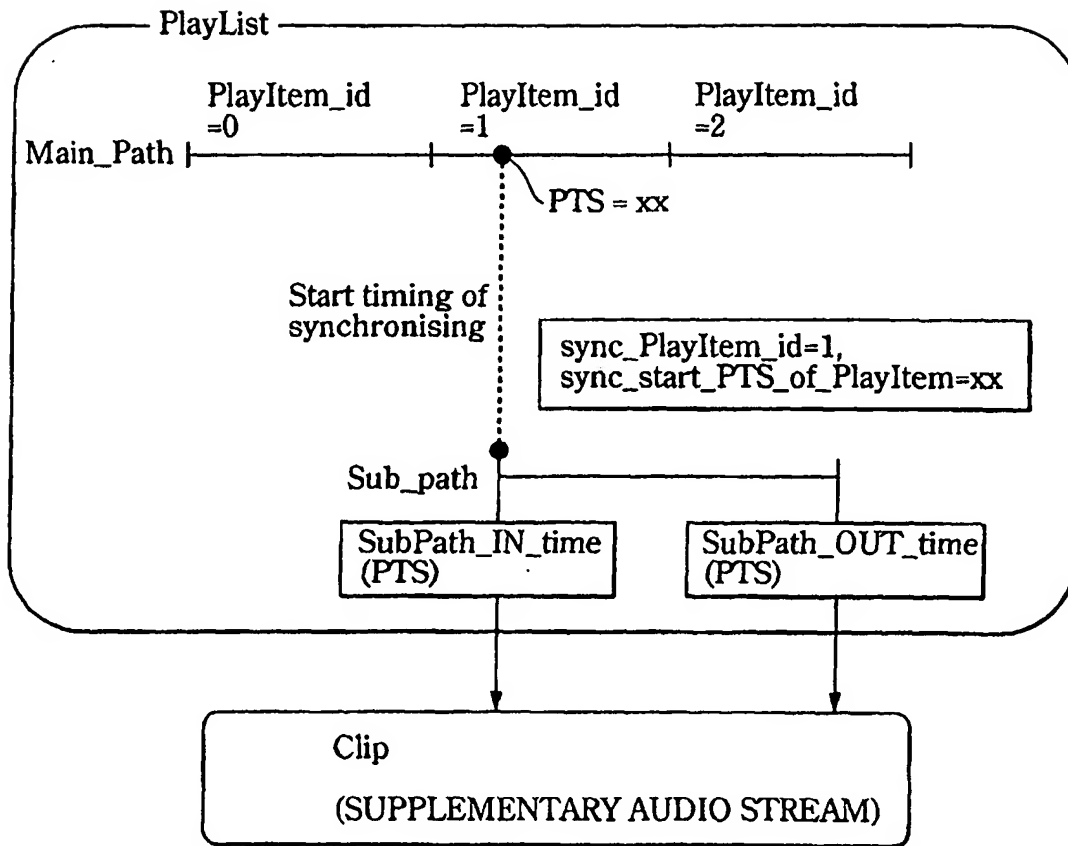 PlayList
PlayItem_id
=0
PlayItem_id
=1
PlayItem_id
=2
Main_Path
PTS = xx
Start timing of
synchronising
sync_PlayItem_id=1,
sync_start_PTS_of_PlayItem=xx
Sub_path
SubPath_IN_time
(PTS)
SubPath_OUT_time
(PTS)
Clip
(SUPPLEMENTARY AUDIO STREAM)